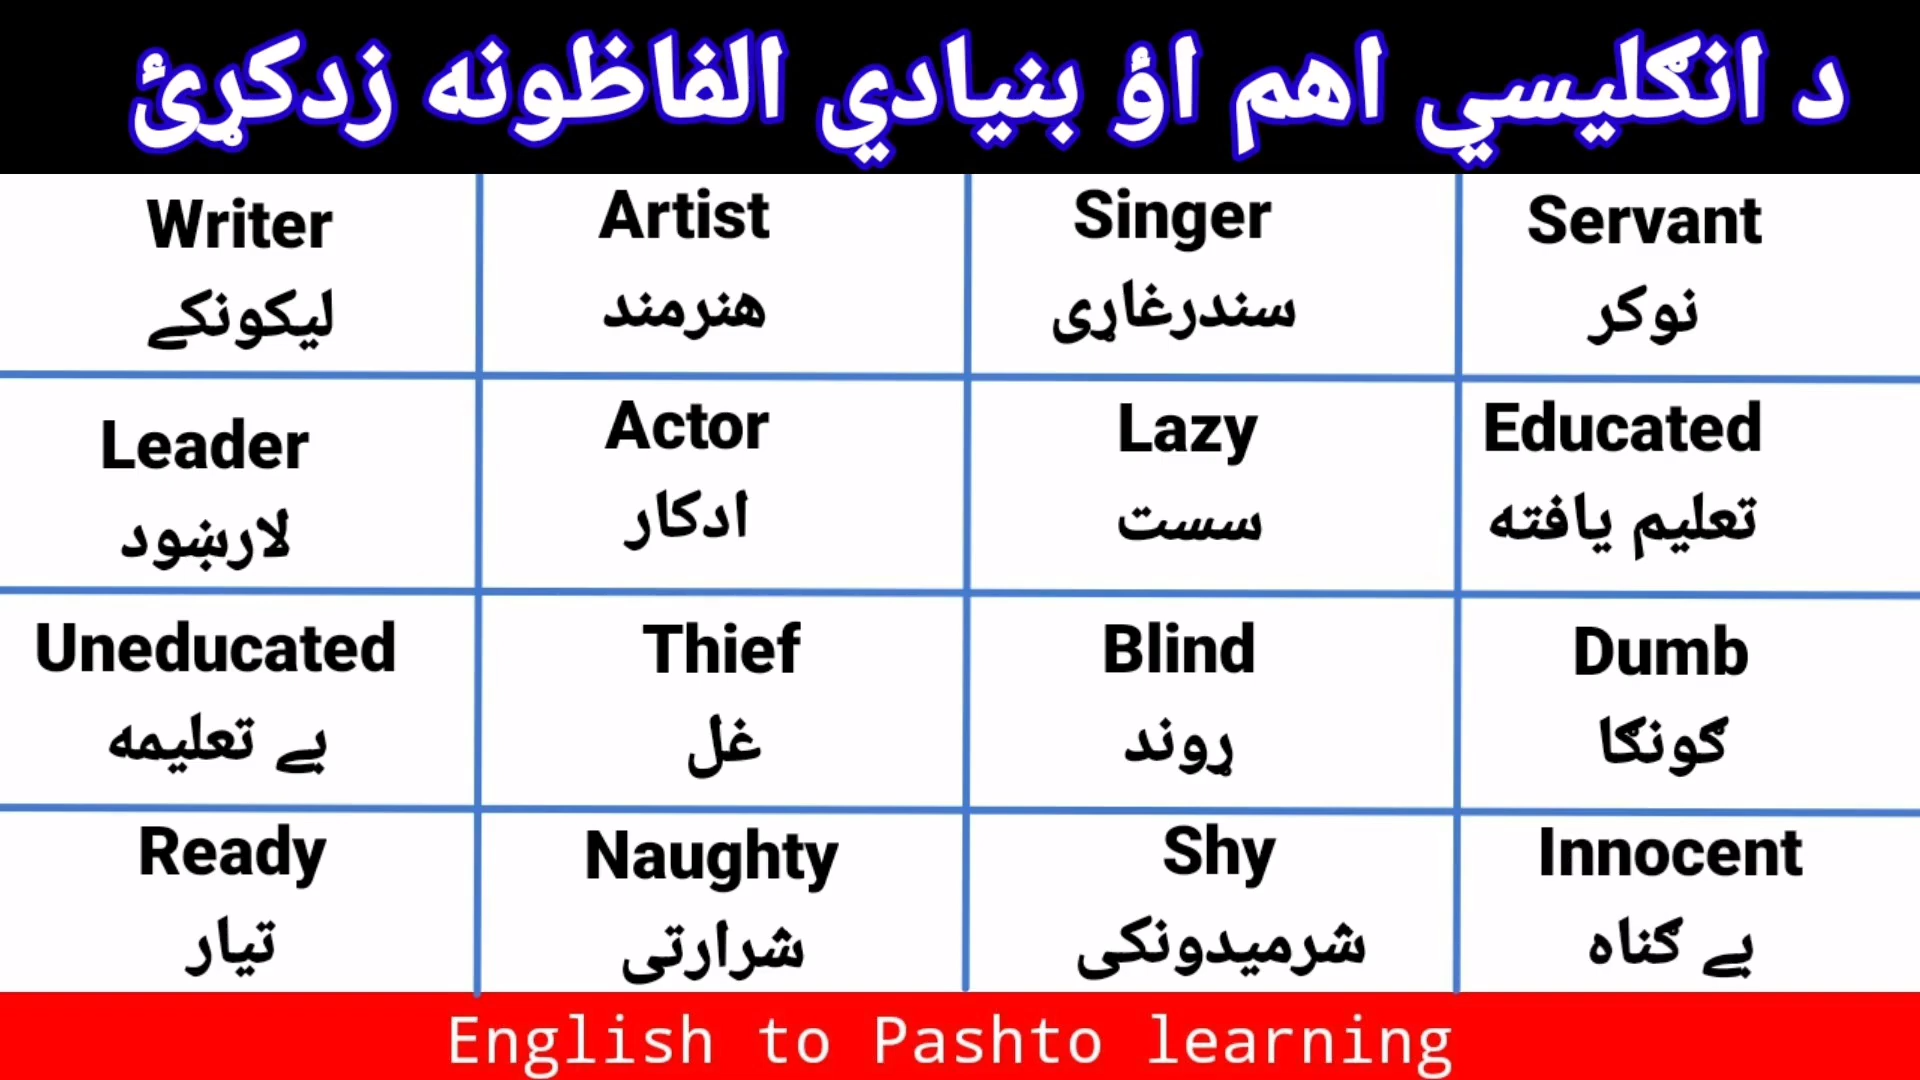 د انګلیسي اهم اؤ بنیادي الفاظونه زدکړئ
Writer
لیکونکے
Artist
هنرمند
Singer
سندرغاړی
Servant
نوکر
Leader
لارښود
Actor
ادکار
Lazy
سست
Educated
تعلیم یافته
Uneducated
بے تعلیمه
Thief
غل
Blind
ړوند
Dumb
ګونګا
Ready
تیار
Naughty
شرارتی
Shy
شرمیدونکی
Innocent
بے ګناه
English to Pashto learning